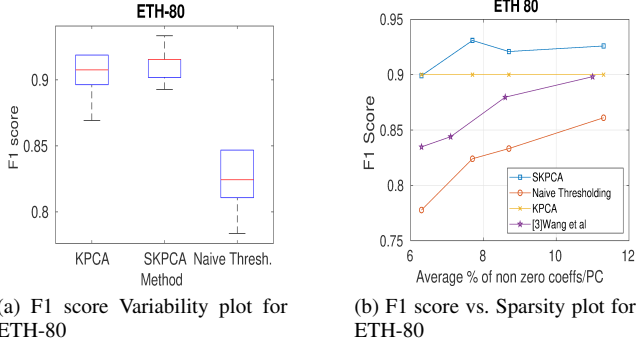 ETH-80
F1 score
0.9
0.85
0.8
KPCA SKPCA Naive Thresh.
Method
(a) F1 score Variability plot for
ETH-80
ETH 80
F1 Score
0.95
0.9
0.85
0.8
0.75
SKPCA
Naive Thresholding
KPCA
[3]Wang et al
6 8 10 12
Average % of non zero coeffs/PC
(b) F1 score vs. Sparsity plot for
ETH-80